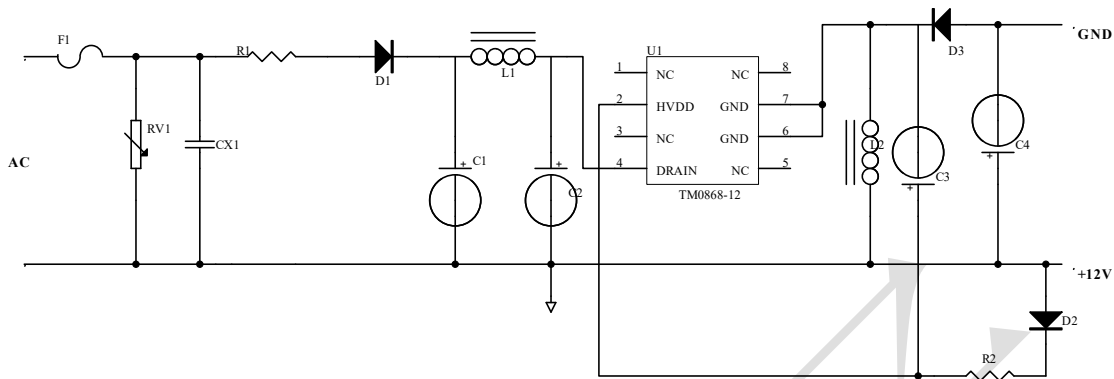 F1
GND
R1
D1
L1
U1
D3
1
NC
NC
8
2
HVDD
GND
7
RV1
CX1
3
NC
GND
6
L2
C3
C4
AC
C1
C2
4
DRAIN
NC
5
TM0868-12
+12V
D2
R2
+
+
+
+